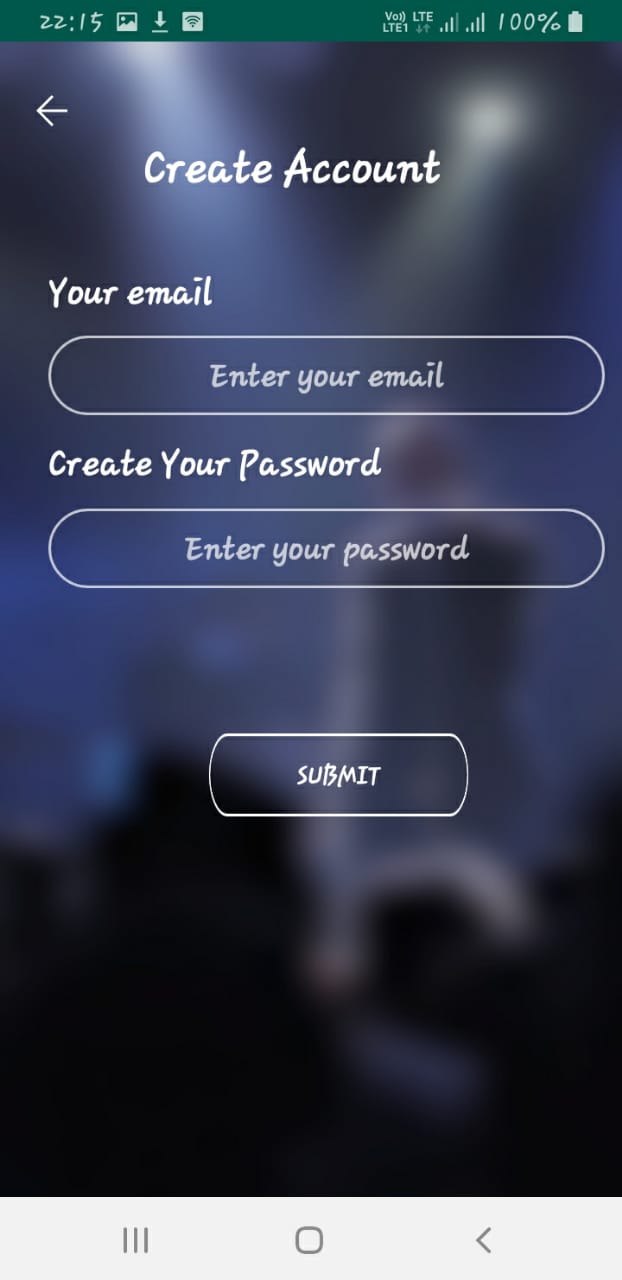 22:15 Vo)) LTE LTE1 100%
Create Account
Your email
Enter your email
Create Your Password
Enter your password
SUBMIT